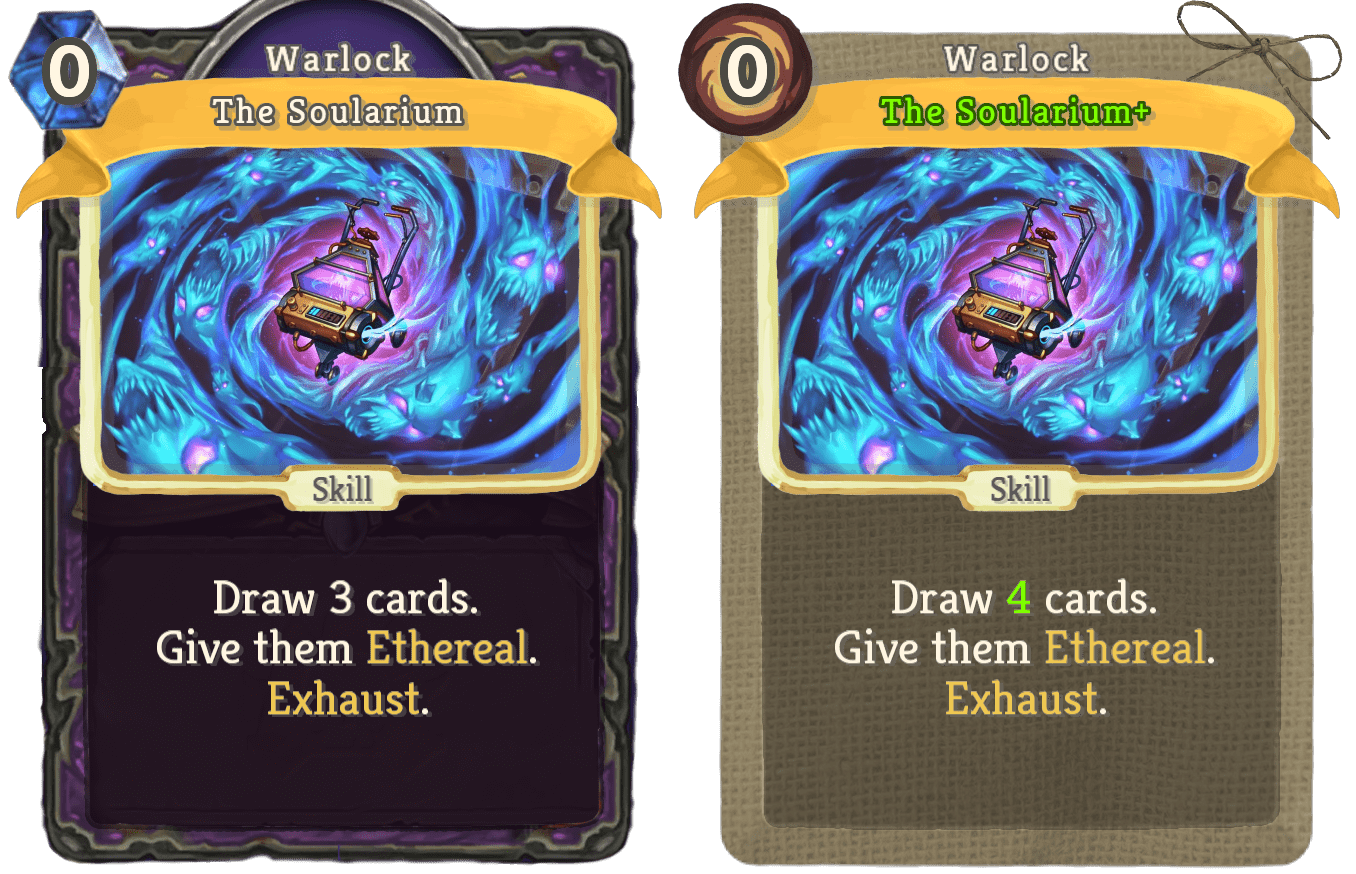 0
Warlock
The Soularium
Skill
Draw 3 cards.
Give them Ethereal.
Exhaust.
0
Warlock
The Soularium+
Skill
Draw 4 cards.
Give them Ethereal.
Exhaust.